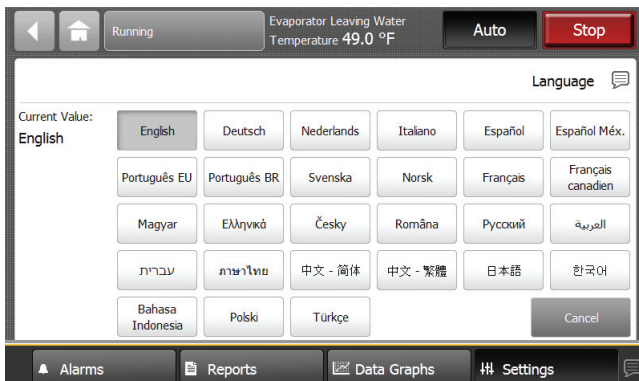 Running
Evaporator Leaving Water
Temperature 49.0 °F
Auto
Stop
Language
Current Value:
English
English
Deutsch
Nederlands
Italiano
Español
Español Méx.
Português EU
Português BR
Svenska
Norsk
Français
Français
canadien
Magyar
Ελληνικά
Česky
Româna
Русский
العربية
עברית
ภาษาไทย
中文 - 简体
中文 - 繁體
日本語
한국어
Bahasa
Indonesia
Polski
Türkçe
Cancel
Alarms
Reports
Data Graphs
Settings